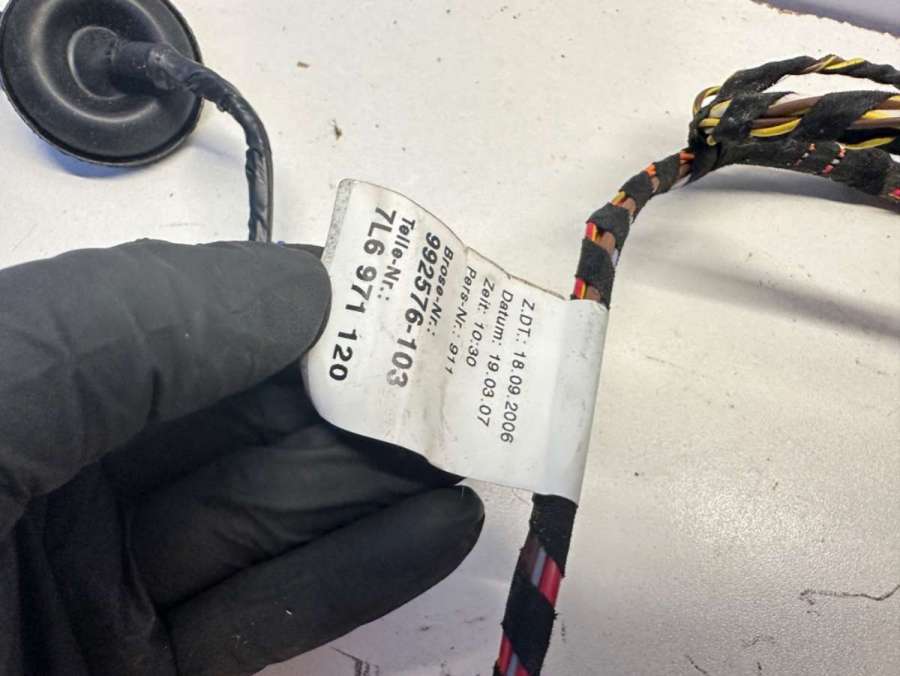 Z.DT.: 18.09.2006
Datum: 19.03.07
Zeit: 10:30
Pers-Nr.: 911
Brose-Nr.:
992576-103
Teile-Nr.:
7L6 971 120